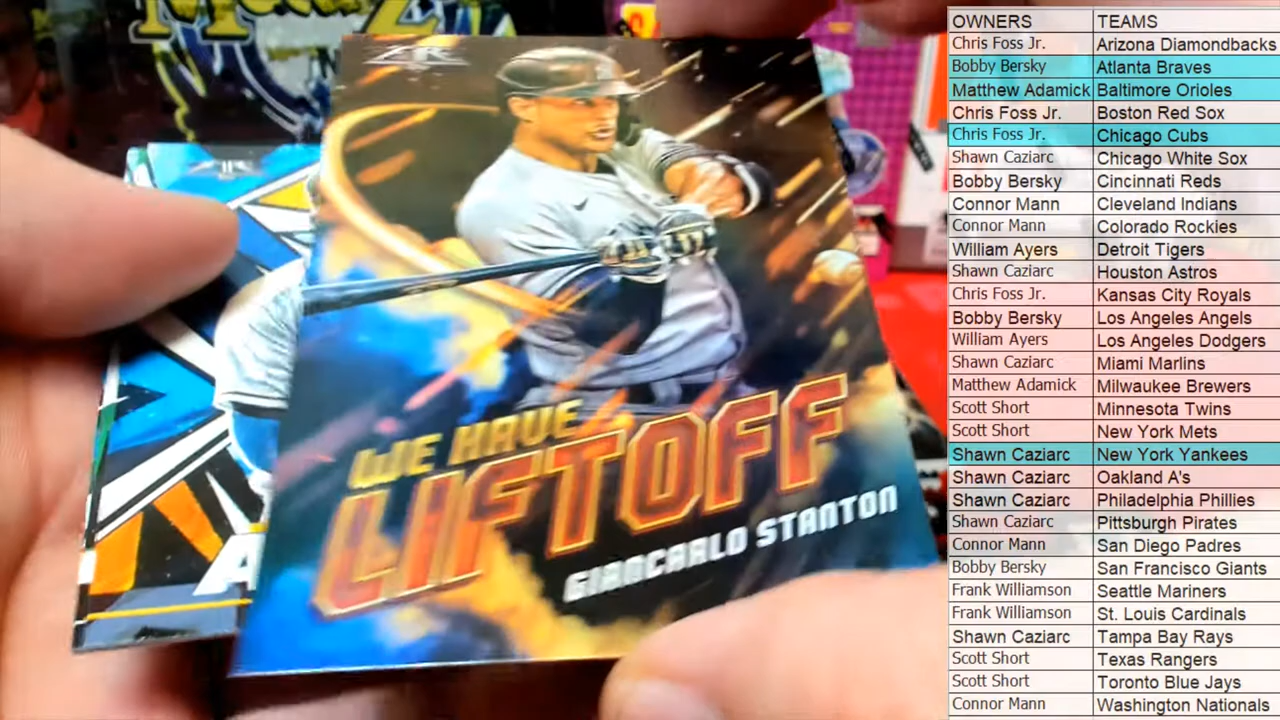 FIRE
WE HAVE
LIFTOFF
GIANCARLO STANTON
A
OWNERS TEAMS
Chris Foss Jr. Arizona Diamondbacks
Bobby Bersky Atlanta Braves
Matthew Adamick Baltimore Orioles
Chris Foss Jr. Boston Red Sox
Chris Foss Jr. Chicago Cubs
Shawn Caziarc Chicago White Sox
Bobby Bersky Cincinnati Reds
Connor Mann Cleveland Indians
Connor Mann Colorado Rockies
William Ayers Detroit Tigers
Shawn Caziarc Houston Astros
Chris Foss Jr. Kansas City Royals
Bobby Bersky Los Angeles Angels
William Ayers Los Angeles Dodgers
Shawn Caziarc Miami Marlins
Matthew Adamick Milwaukee Brewers
Scott Short Minnesota Twins
Scott Short New York Mets
Shawn Caziarc New York Yankees
Shawn Caziarc Oakland A's
Shawn Caziarc Philadelphia Phillies
Shawn Caziarc Pittsburgh Pirates
Connor Mann San Diego Padres
Bobby Bersky San Francisco Giants
Frank Williamson Seattle Mariners
Frank Williamson St. Louis Cardinals
Shawn Caziarc Tampa Bay Rays
Scott Short Texas Rangers
Scott Short Toronto Blue Jays
Connor Mann Washington Nationals